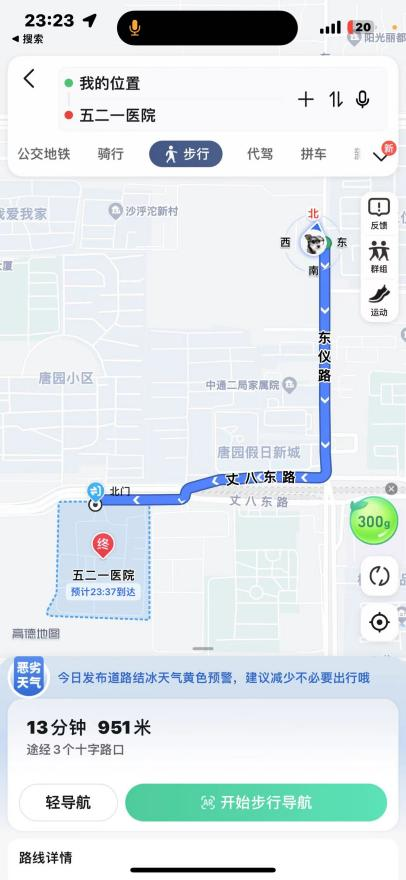 23:23
20
搜索
阳光丽都
我的位置
五二一医院
公交地铁
骑行
步行
代驾
拼车
新
我爱我家
沙浮沱新村
北
西
东
南
反馈
群组
运动
大厦
东仪路
唐园小区
中通二局家属院
唐园假日新城
丈八东路
丈八东路
北门
300g
终
五二一医院
预计23:37到达
高德地图
恶劣天气
今日发布道路结冰天气黄色预警，建议减少不必要出行哦
13分钟 951米
途经3个十字路口
轻导航
AR 开始步行导航
路线详情